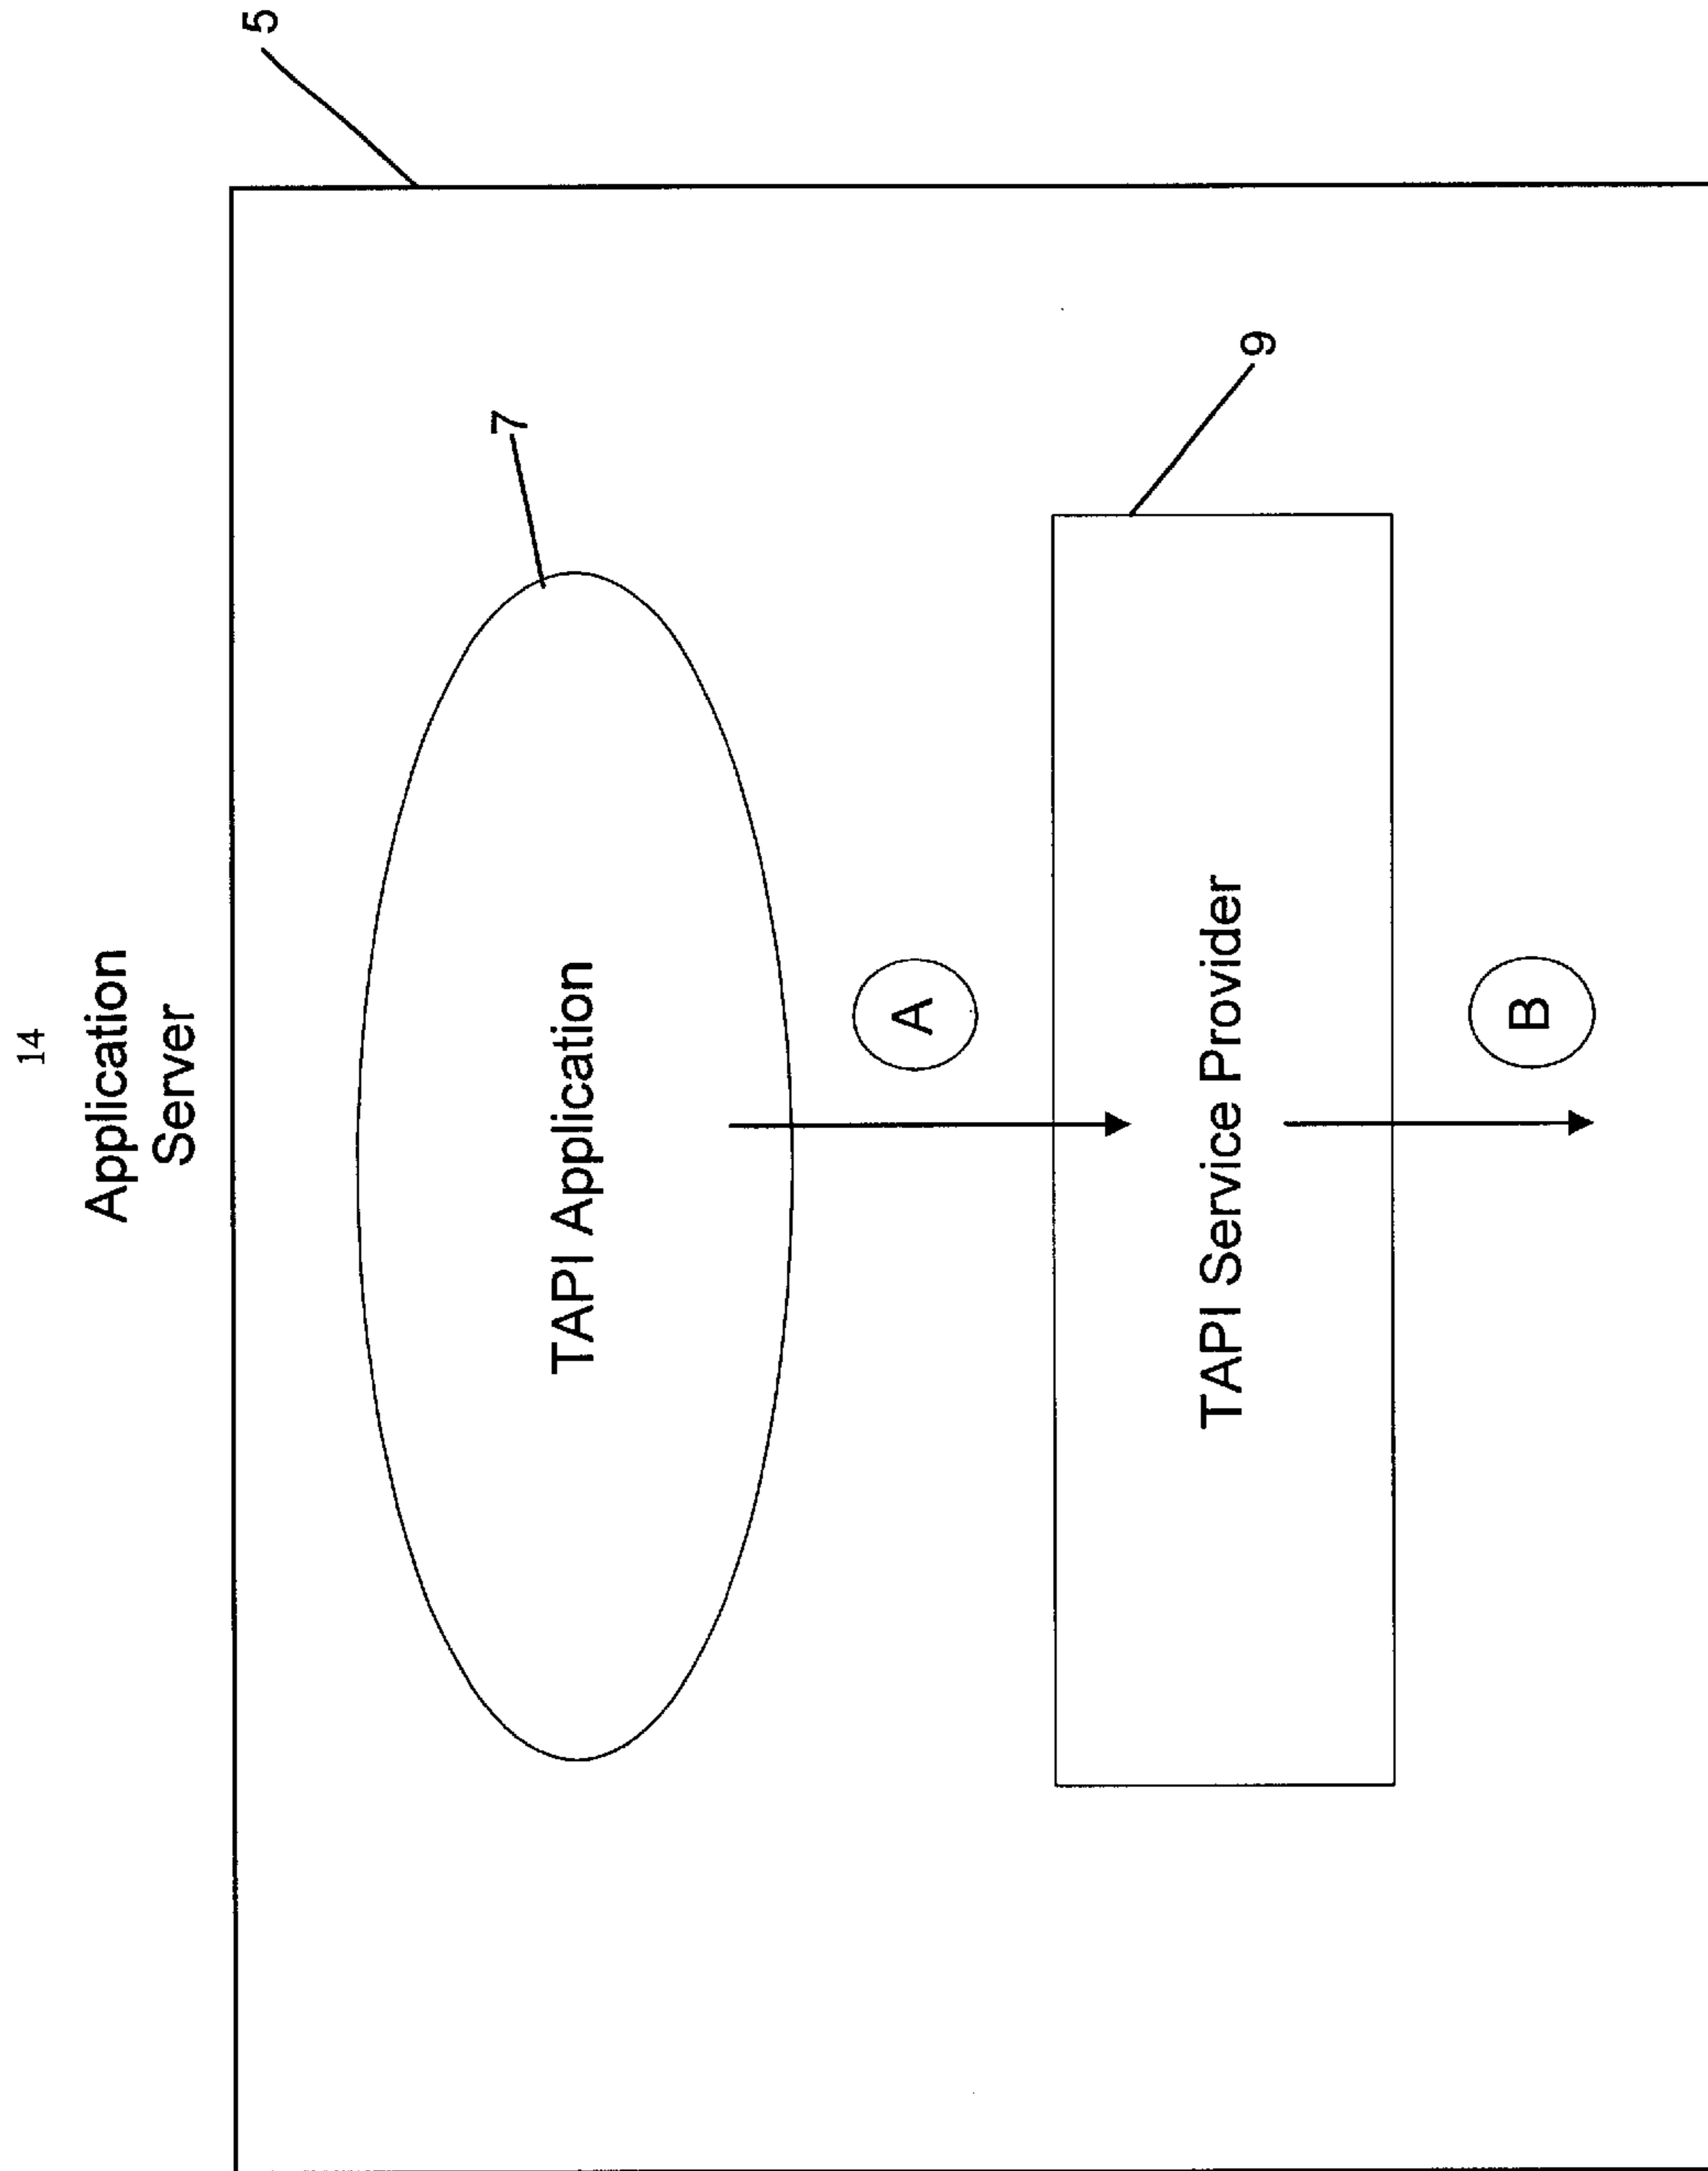 14
Application
Server
5
7
TAPI Application
A
9
TAPI Service Provider
B